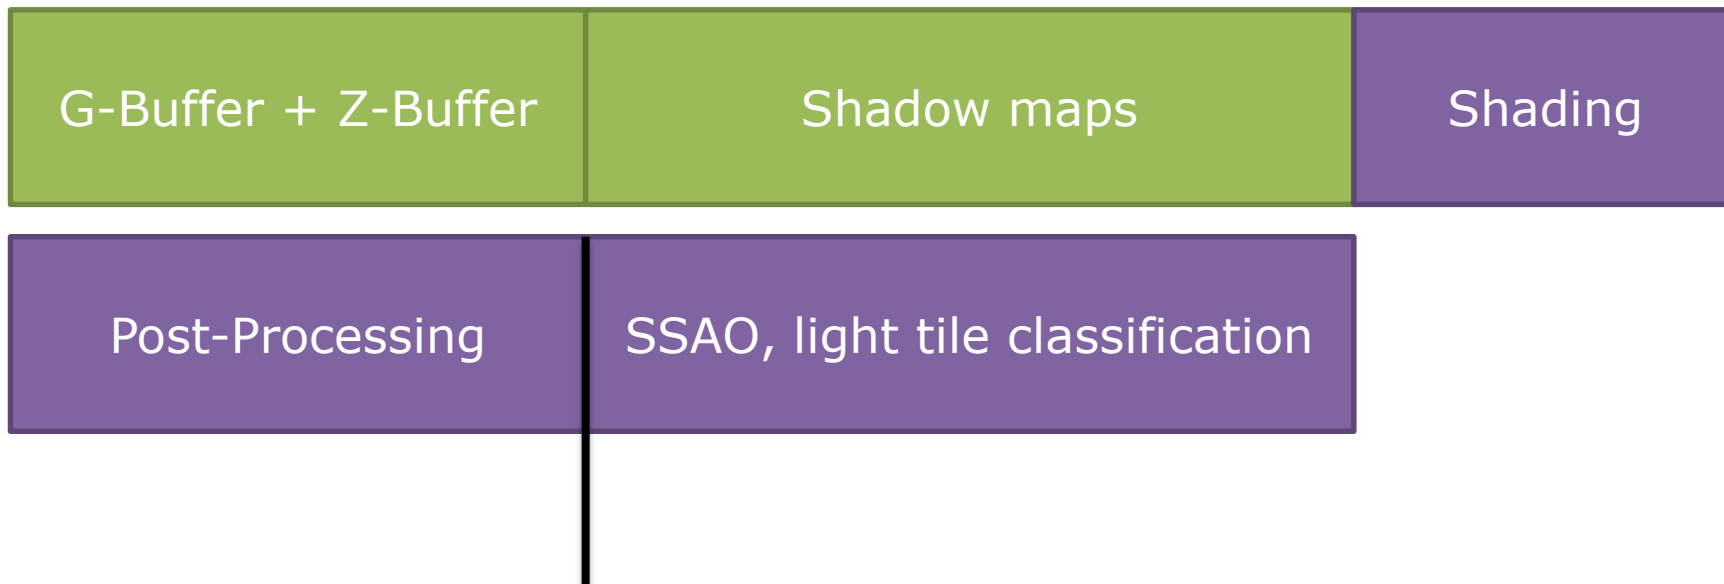 G-Buffer + Z-Buffer
Shadow maps
Shading
Post-Processing
SSAO, light tile classification